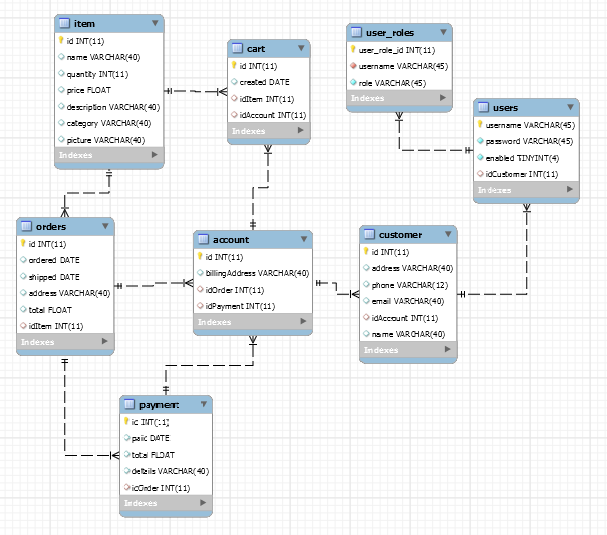 item
id INT(11)
name VARCHAR(40)
quantity INT(11)
price FLOAT
description VARCHAR(40)
category VARCHAR(40)
picture VARCHAR(40)
Indexes
cart
id INT(11)
created DATE
idItem INT(11)
idAccount INT(11)
Indexes
user_roles
user_role_id INT(11)
username VARCHAR(45)
role VARCHAR(45)
Indexes
users
username VARCHAR(45)
password VARCHAR(45)
enabled TINYINT(4)
idCustomer INT(11)
Indexes
orders
id INT(11)
ordered DATE
shipped DATE
address VARCHAR(40)
total FLOAT
idItem INT(11)
Indexes
account
id INT(11)
billingAddress VARCHAR(40)
idOrder INT(11)
idPayment INT(11)
Indexes
customer
id INT(11)
address VARCHAR(40)
phone VARCHAR(12)
email VARCHAR(40)
idAccount INT(11)
name VARCHAR(40)
Indexes
payment
id INT(11)
paid DATE
total FLOAT
details VARCHAR(40)
idOrder INT(11)
Indexes